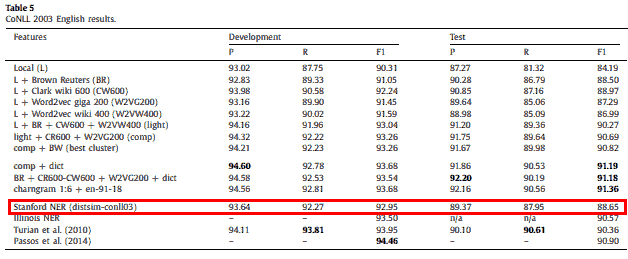 Table 5
CoNLL 2003 English results.
Features Development Test
P R F1 P R F1
Local (L) 93.02 87.75 90.31 87.27 81.32 84.19
L + Brown Reuters (BR) 92.83 89.33 91.05 90.28 86.79 88.50
L + Clark wiki 600 (CW600) 93.98 90.58 92.24 90.85 87.16 88.97
L + Word2vec giga 200 (W2VG200) 93.16 89.90 91.45 89.64 85.06 87.29
L + Word2vec wiki 400 (W2VW400) 93.22 90.02 91.59 88.98 85.09 86.99
L + BR + CW600 + W2VW400 (light) 94.16 91.96 93.04 91.20 89.36 90.27
light + CR600 + W2VG200 (comp) 94.32 92.22 93.26 91.75 89.64 90.69
comp + BW (best cluster) 94.21 92.23 93.26 91.67 89.98 90.82
comp + dict 94.60 92.78 93.68 91.86 90.53 91.19
BR + CR600-CW600 + W2VG200 + dict 94.58 92.53 93.54 92.20 90.19 91.18
charngram 1:6 + en-91-18 94.56 92.81 93.68 92.16 90.56 91.36
Stanford NER (distsim-conll03) 93.64 92.27 92.95 89.37 87.95 88.65
Illinois NER – – 93.50 n/a n/a 90.57
Turian et al. (2010) 94.11 93.81 93.95 90.10 90.61 90.36
Passos et al. (2014) – – 94.46 – – 90.90